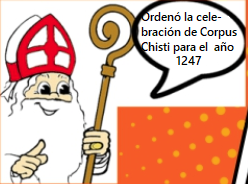 Ordenó la cele-
bración de Corpus
Chisti para el año
1247